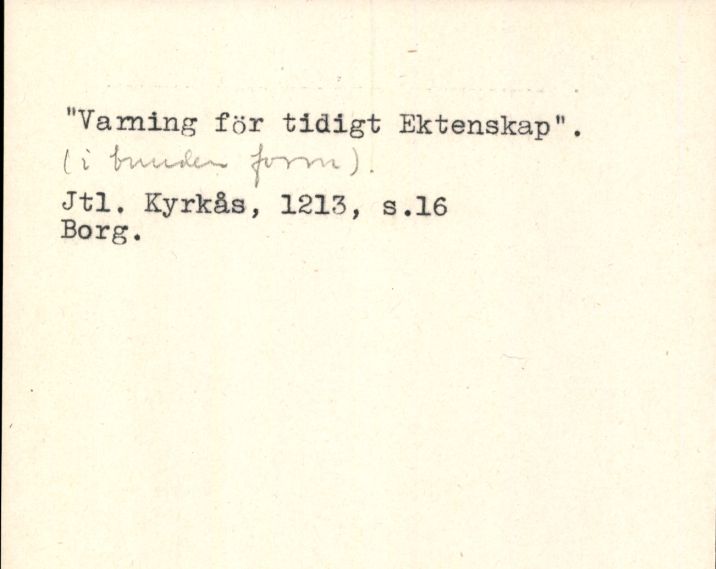 "Varning för tidigt Ektenskap".
(i bunden form).
Jtl. Kyrkås, 1213, s.16
Borg.